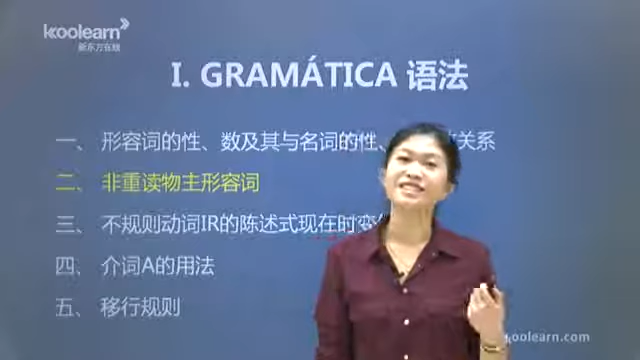 koolearn
新东方在线
I. GRAMÁTICA 语法
一、 形容词的性、数及其与名词的性、 关系
二、 非重读物主形容词
三、 不规则动词IR的陈述式现在时变
四、 介词A的用法
五、 移行规则
koolearn.com